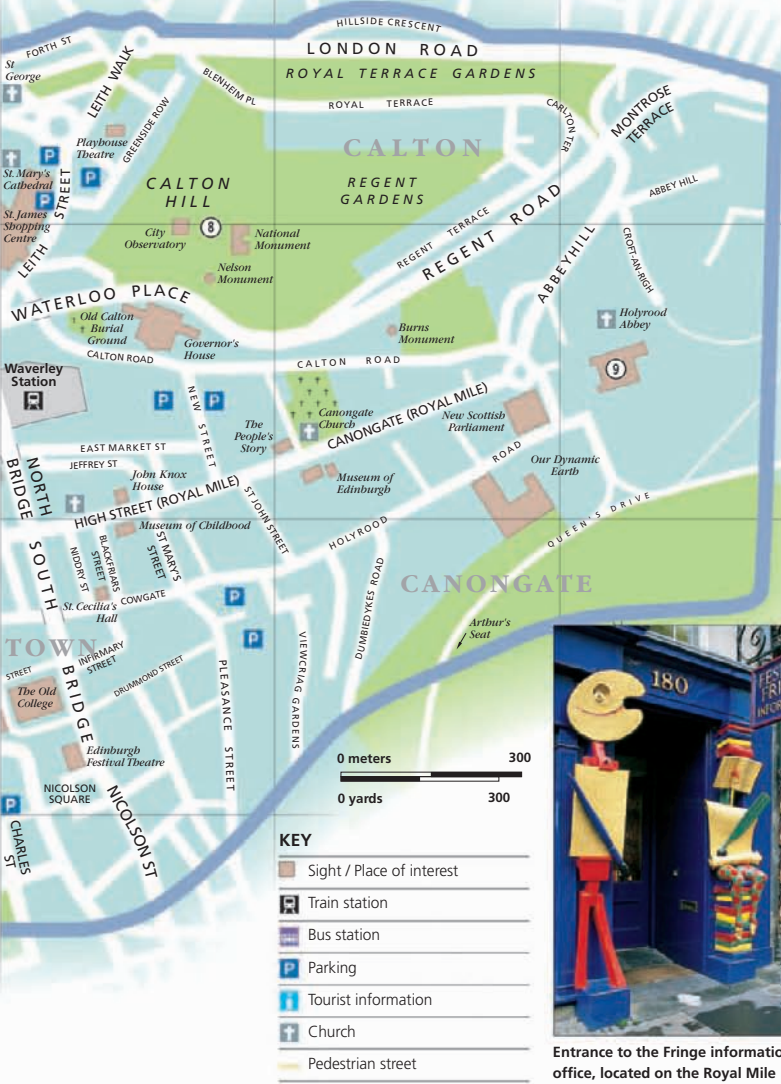 HILLSIDE CRESCENT
FORTH ST
LONDON ROAD
St
George
LEITH WALK
ROYAL TERRACE GARDENS
BLENHEIM PL
ROYAL TERRACE
CARLTON TER
MONTROSE
TERRACE
GREENSIDE ROW
Playhouse
Theatre
CALTON
P
St. Mary's
Cathedral
P
P
CALTON
HILL
REGENT
GARDENS
ABBEY HILL
St. James
Shopping
Centre
LEITH STREET
City
Observatory
8
National
Monument
REGENT TERRACE
REGENT ROAD
ABBEYHILL
CROFT-AN-RIGH
Nelson
Monument
WATERLOO PLACE
Old Calton
Burial
Ground
Governor's
House
Burns
Monument
Holyrood
Abbey
9
CALTON ROAD
CALTON ROAD
Waverley
Station
P
P
NEW STREET
Canongate
Church
CANONGATE (ROYAL MILE)
New Scottish
Parliament
The
People's
Story
EAST MARKET ST
JEFFREY ST
NORTH
BRIDGE
John Knox
House
Museum of
Edinburgh
ROAD
Our Dynamic
Earth
HIGH STREET (ROYAL MILE)
Museum of Childhood
ST JOHN STREET
HOLYROOD
QUEEN'S DRIVE
SOUTH
NIDDRY ST
BLACKFRIARS
STREET
ST MARY'S
STREET
CANONGATE
COWGATE
St. Cecilia's
Hall
P
P
DUMBIEDYKES ROAD
Arthur's
Seat
TOWN
INFIRMARY
STREET
STREET
BRIDGE
DRUMMOND STREET
PLEASANCE STREET
VIEWCRIAG GARDENS
The Old
College
Edinburgh
Festival Theatre
NICOLSON
SQUARE
P
NICOLSON ST
CHARLES
ST
0 meters 300
0 yards 300
KEY
Sight / Place of interest
Train station
Bus station
P Parking
i Tourist information
Church
Pedestrian street
180
Entrance to the Fringe informatio
office, located on the Royal Mile